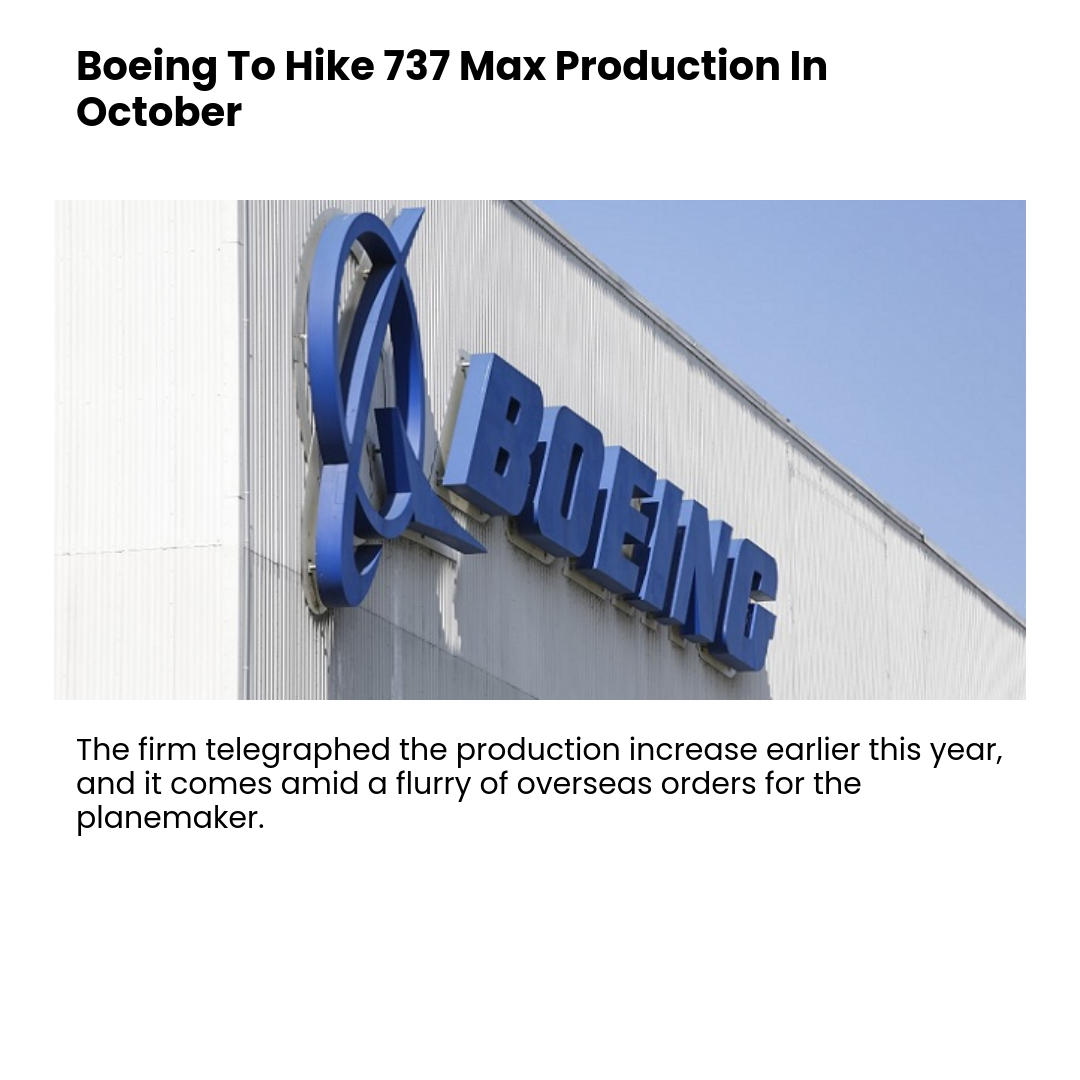 Boeing To Hike 737 Max Production In
October
BOEING
The firm telegraphed the production increase earlier this year,
and it comes amid a flurry of overseas orders for the
planemaker.